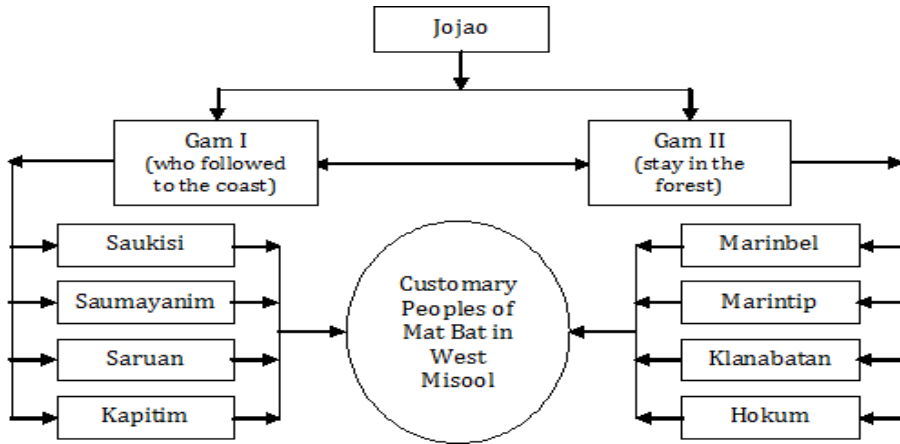 Jojao
Gam I
(who followed
to the coast)
Gam II
(stay in the
forest)
Saukisi
Saumayanim
Saruan
Kapitim
Customary
Peoples of
Mat Bat in
West
Misool
Marinbel
Marintip
Klanabatan
Hokum